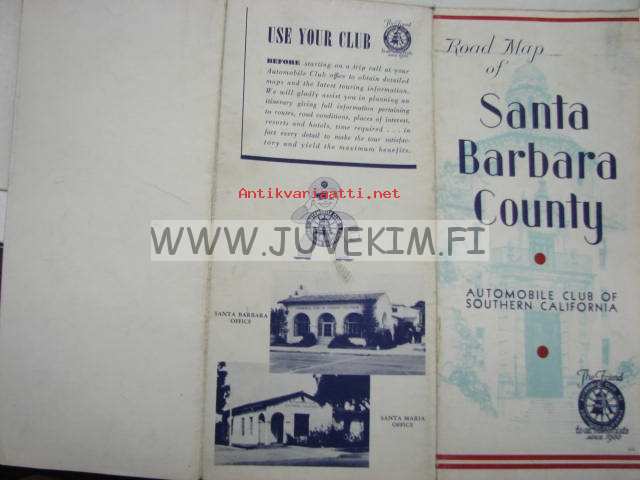 USE YOUR CLUB
BEFORE starting on a trip call at your
Automobile Club office to obtain detailed
maps and the latest touring information.
We will gladly assist you in planning an
itinerary giving full information pertaining
to routes, road conditions, places of interest,
resorts and hotels, time required . . . in
fact every detail to make the tour satisfac-
tory and yield the maximum benefits.
Antikvariaatti.net
WWW.JUVEKIM.FI
SANTA BARBARA
OFFICE
SANTA MARIA
OFFICE
Road Map
of
Santa
Barbara
County
AUTOMOBILE CLUB OF
SOUTHERN CALIFORNIA
The Friend
since 1900